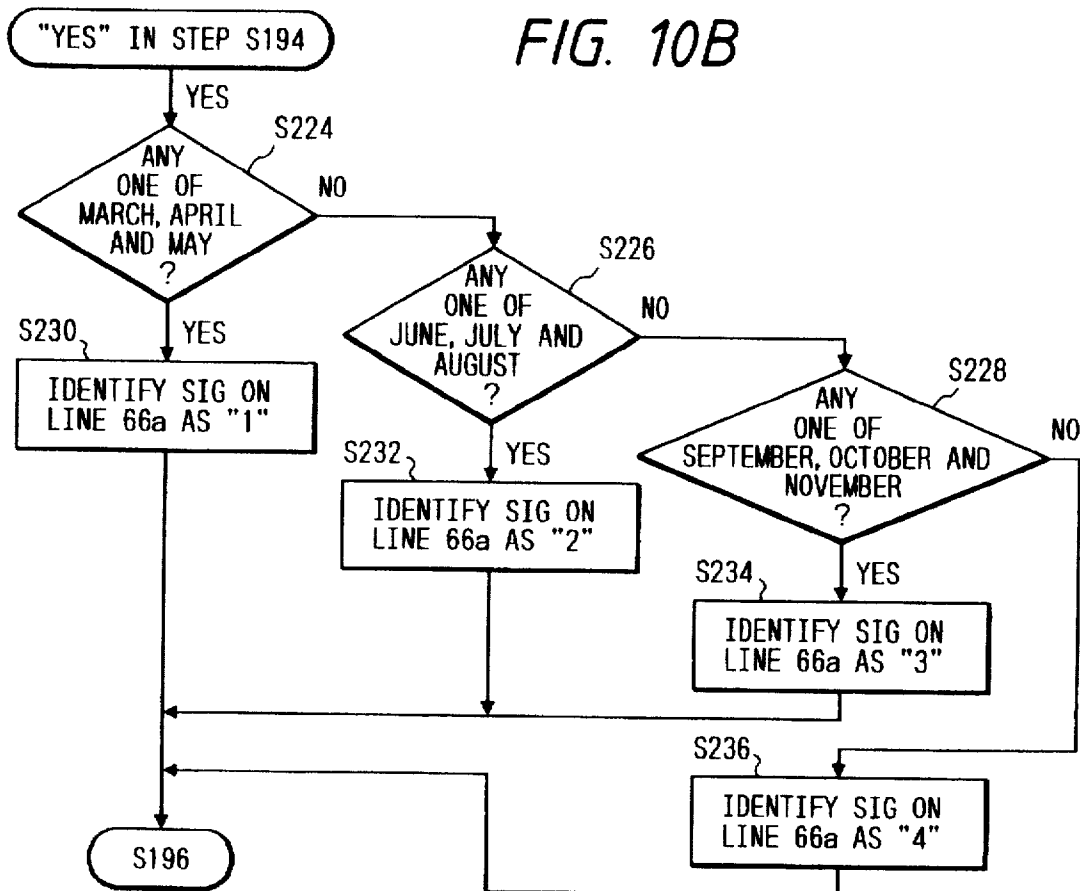 FIG. 10B
"YES" IN STEP S194
YES
S224
ANY
ONE OF
MARCH, APRIL
AND MAY
?
NO
YES
S226
ANY
ONE OF
JUNE, JULY AND
AUGUST
?
NO
YES
S228
ANY
ONE OF
SEPTEMBER, OCTOBER AND
NOVEMBER
?
NO
YES
S230
IDENTIFY SIG ON
LINE 66a AS "1"
S232
IDENTIFY SIG ON
LINE 66a AS "2"
S234
IDENTIFY SIG ON
LINE 66a AS "3"
S236
IDENTIFY SIG ON
LINE 66a AS "4"
S196